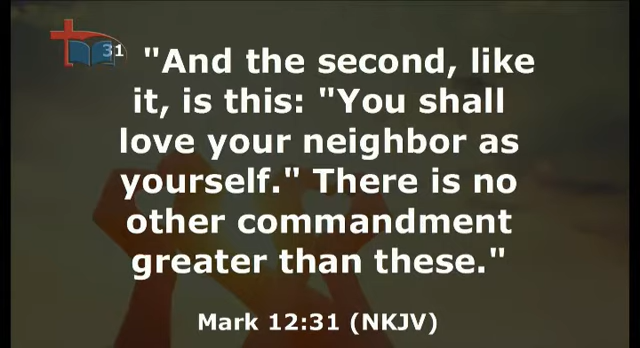 31 "And the second, like
it, is this: "You shall
love your neighbor as
yourself." There is no
other commandment
greater than these."
Mark 12:31 (NKJV)